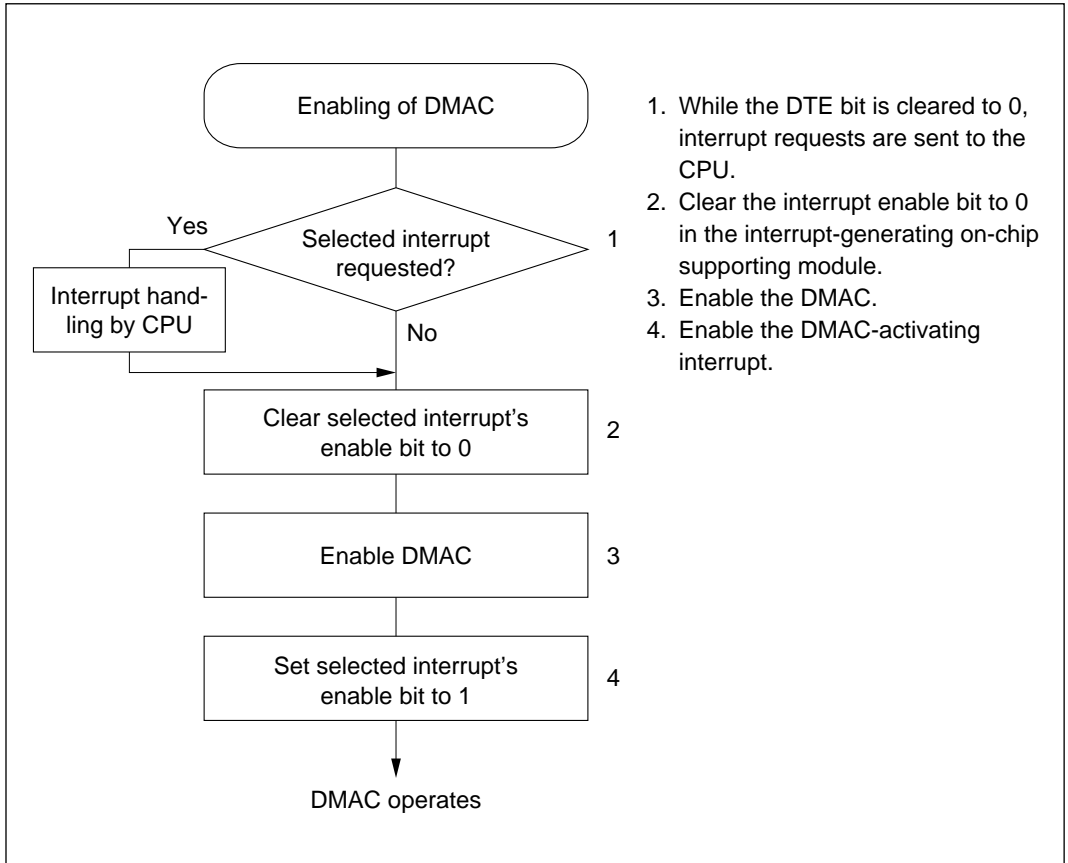 Enabling of DMAC
Yes
Selected interrupt
requested?
1
Interrupt hand-
ling by CPU
No
Clear selected interrupt's
enable bit to 0
2
Enable DMAC
3
Set selected interrupt's
enable bit to 1
4
DMAC operates
1. While the DTE bit is cleared to 0,
interrupt requests are sent to the
CPU.
2. Clear the interrupt enable bit to 0
in the interrupt-generating on-chip
supporting module.
3. Enable the DMAC.
4. Enable the DMAC-activating
interrupt.